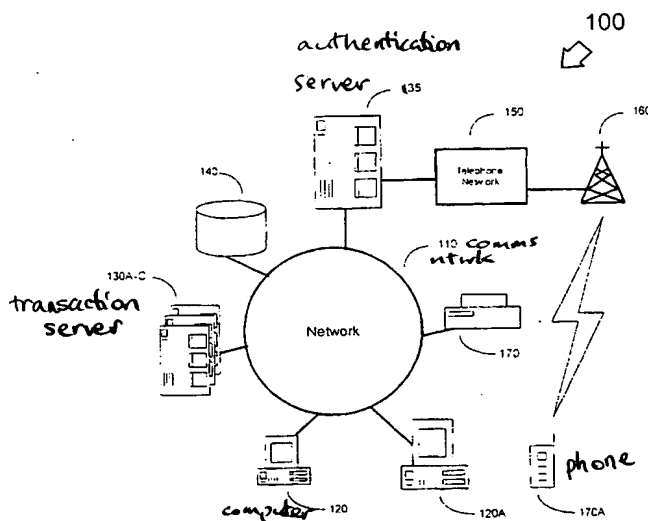 100
authentication
server
135
150
160
Telephone
Network
140
110 comms
ntwk
130A-C
transaction
server
Network
170
phone
computer
120
120A
170A